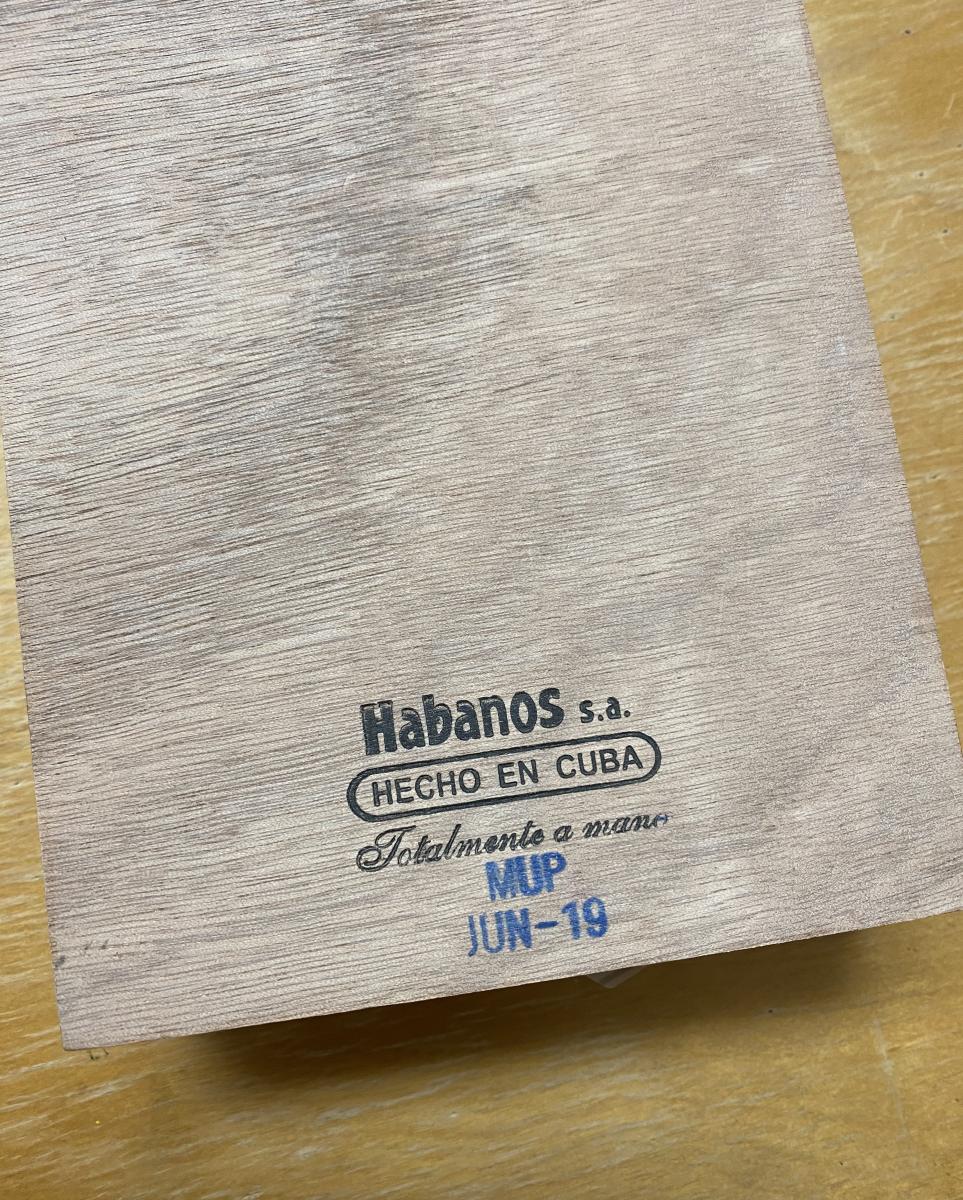 Habanos s.a.
HECHO EN CUBA
Totalmente a mano
MUP
JUN-19